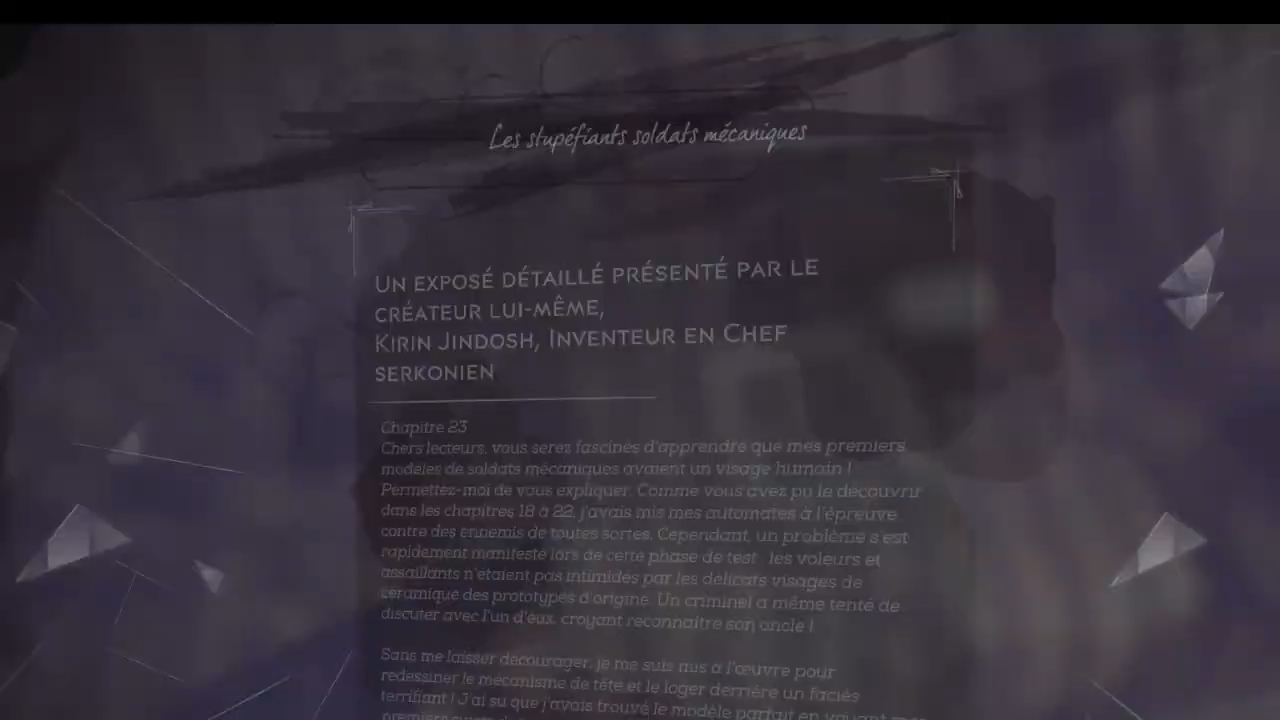 Les stupéfiants soldats mécaniques
UN EXPOSÉ DÉTAILLÉ PRÉSENTÉ PAR LE
CRÉATEUR LUI-MÊME,
KIRIN JINDOSH, INVENTEUR EN CHEF
SERKONIEN
Chapitre 23
Chers lecteurs, vous serez fascinés d'apprendre que mes premiers
modèles de soldats mécaniques avaient un visage humain !
Permettez-moi de vous expliquer. Comme vous avez pu le découvrir
dans les chapitres 18 à 22, j'avais mis mes automates à l'épreuve
contre des ennemis de toutes sortes. Cependant, un problème s'est
rapidement manifesté lors de cette phase de test : les voleurs et
assaillants n'étaient pas intimidés par les délicats visages de
céramique des prototypes d'origine. Un criminel a même tenté de
discuter avec l'un d'eux, croyant reconnaître son oncle !
Sans me laisser décourager, je me suis mis à l'œuvre pour
redessiner le mécanisme de tête et le loger derrière un faciès
terrifiant ! J'ai su que j'avais trouvé le modèle parfait en voyant